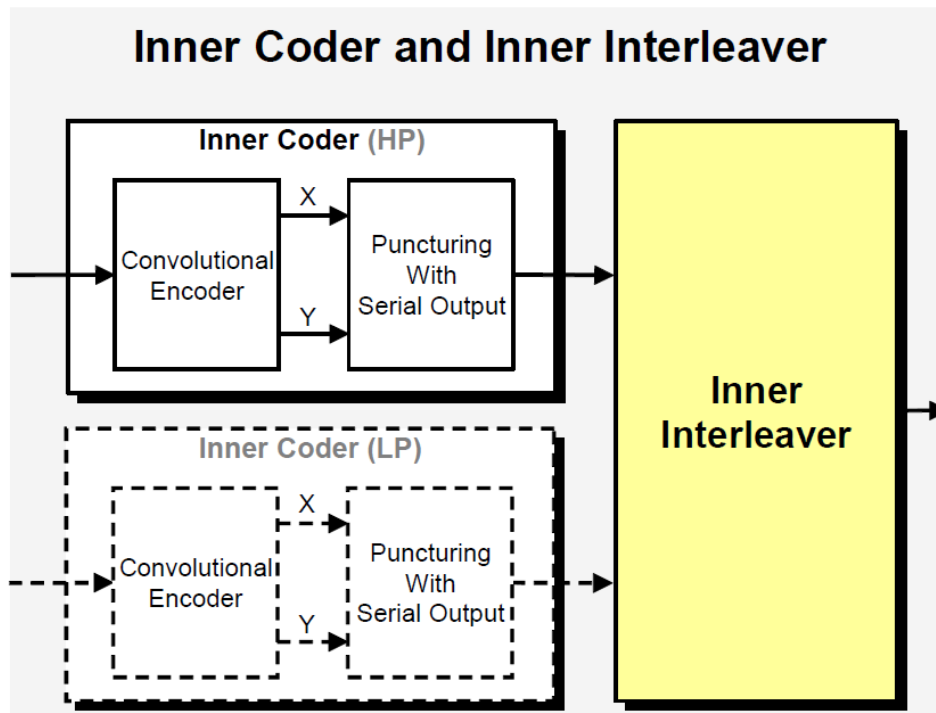 Inner Coder and Inner Interleaver
Inner Coder (HP)
Convolutional
Encoder
X
Y
Puncturing
With
Serial Output
Inner Coder (LP)
Convolutional
Encoder
X
Y
Puncturing
With
Serial Output
Inner
Interleaver